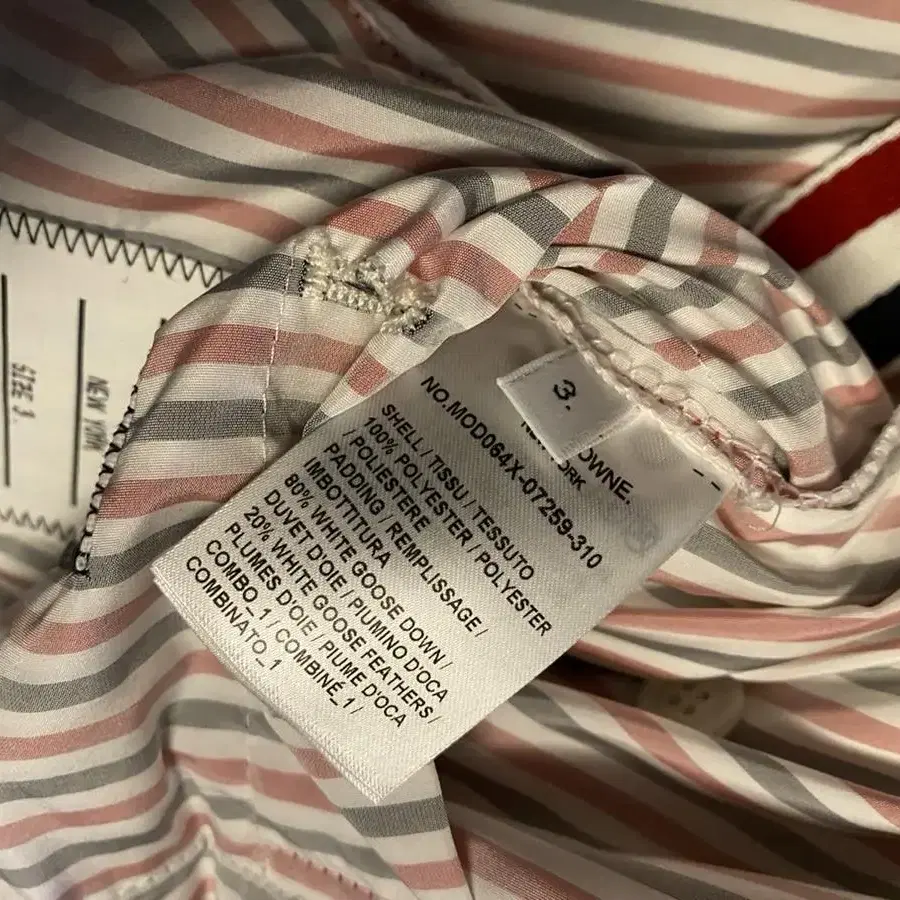 NEW YORK
SIZE 3.
3.
OWNE.
ORK
NO.MOD064X-07259-310
SHELL / TISSU / TESSUTO
100% POLYESTER / POLYESTER
/ POLIESTERE
PADDING / REMPLISSAGE /
IMBOTTITURA
80% WHITE GOOSE DOWN /
DUVET D'OIE / PIUMINO D'OCA
20% WHITE GOOSE FEATHERS /
PLUMES D'OIE / PIUME D'OCA
COMBO_1 / COMBINÉ_1 /
COMBINATO_1